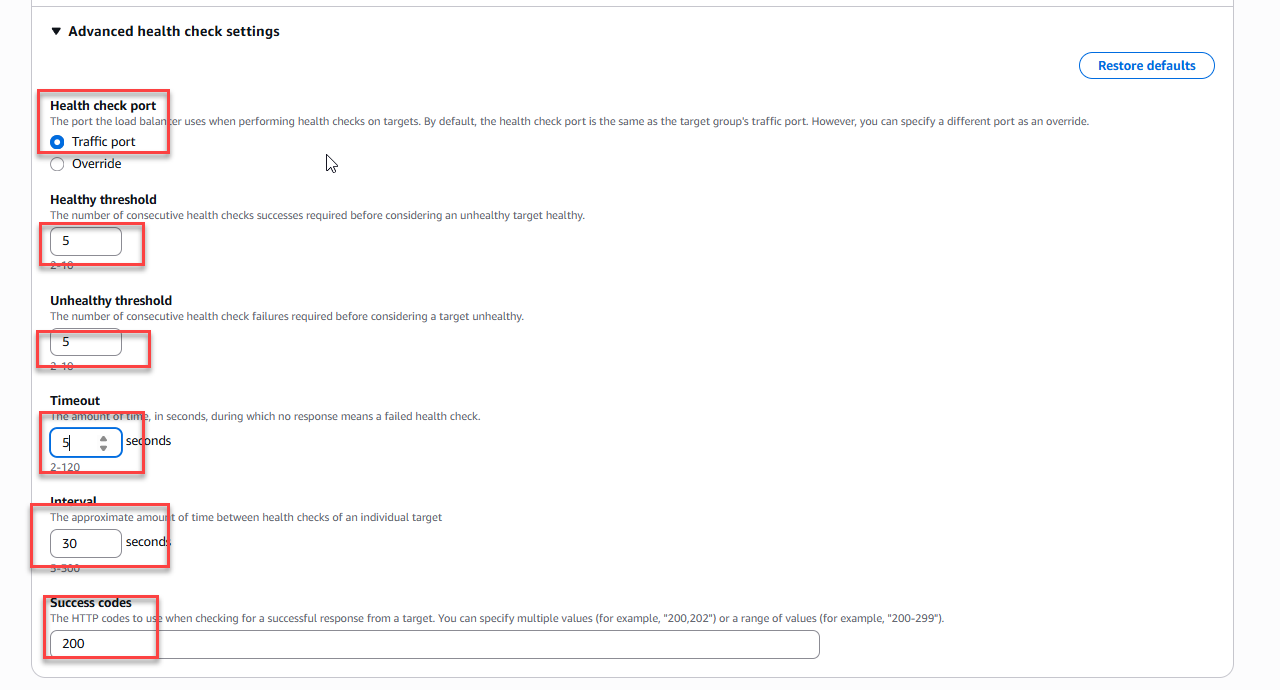 Advanced health check settings
Restore defaults
Health check port
The port the load balancer uses when performing health checks on targets. By default, the health check port is the same as the target group's traffic port. However, you can specify a different port as an override.
Traffic port
Override
Healthy threshold
The number of consecutive health checks successes required before considering an unhealthy target healthy.
5
2-10
Unhealthy threshold
The number of consecutive health check failures required before considering a target unhealthy.
5
2-10
Timeout
The amount of time, in seconds, during which no response means a failed health check.
5 seconds
2-120
Interval
The approximate amount of time between health checks of an individual target
30 seconds
5-300
Success codes
The HTTP codes to use when checking for a successful response from a target. You can specify multiple values (for example, "200,202") or a range of values (for example, "200-299").
200